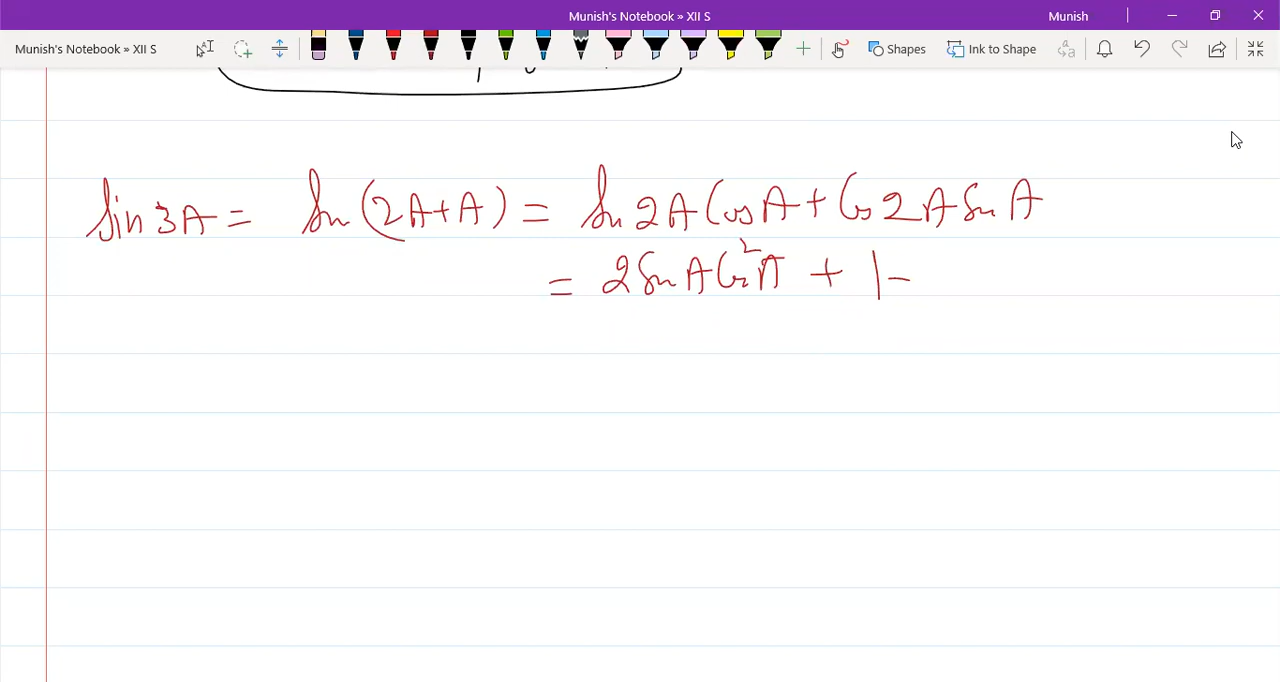 Munish's Notebook » XII S
Munish
Munish's Notebook » XII S
Shapes
Ink to Shape
Sin 3A = Sin (2A+A) = Sin 2A Cos A + Cos 2A Sin A
= 2 Sin A Cos²A + 1 -